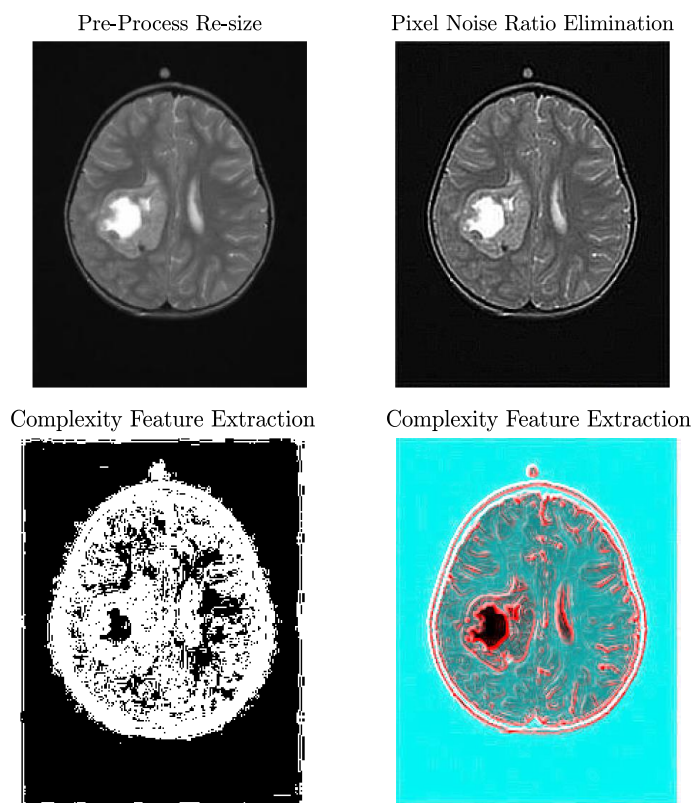 Pre-Process Re-size
Pixel Noise Ratio Elimination
Complexity Feature Extraction
Complexity Feature Extraction